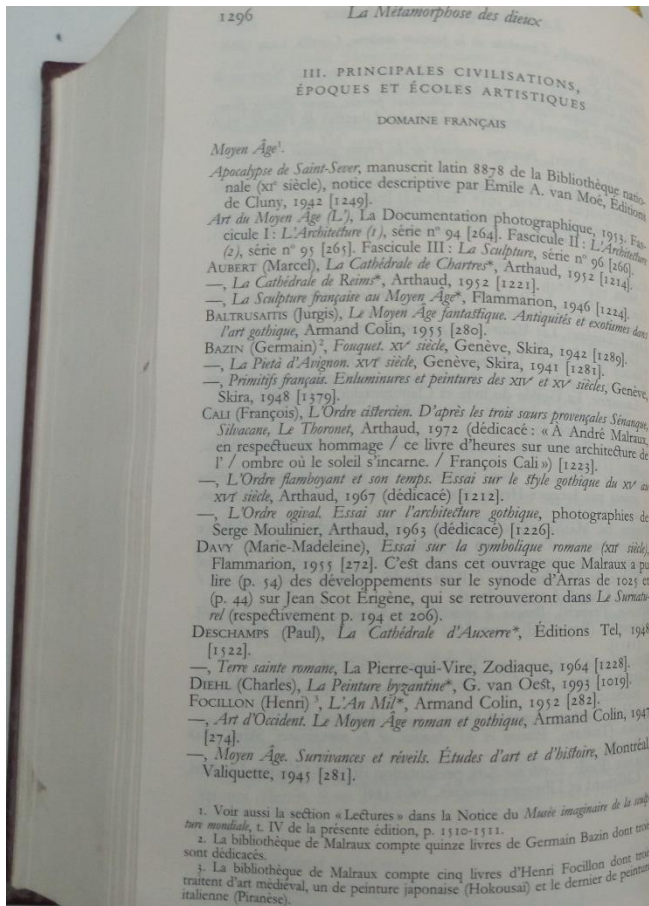 1296
La Métamorphose des dieux
III. PRINCIPALES CIVILISATIONS,
ÉPOQUES ET ÉCOLES ARTISTIQUES
DOMAINE FRANÇAIS
Moyen Âge¹.
Apocalypse de Saint-Sever, manuscrit latin 8878 de la Bibliothèque natio-
nale (XIᵉ siècle), notice descriptive par Émile A. van Moé, Éditions
de Cluny, 1942 [1249].
Art du Moyen Âge (L'), La Documentation photographique, 1953. Fas-
cicule I : L'Architecture (1), série n° 94 [264]. Fascicule II : L'Architecture
(2), série n° 95 [265]. Fascicule III : La Sculpture, série n° 96 [266].
AUBERT (Marcel), La Cathédrale de Chartres*, Arthaud, 1952 [1214].
—, La Cathédrale de Reims*, Arthaud, 1952 [1221].
—, La Sculpture française au Moyen Âge*, Flammarion, 1946 [1224].
BALTRUSAITIS (Jurgis), Le Moyen Âge fantastique. Antiquités et exotismes dans
l'art gothique, Armand Colin, 1955 [280].
BAZIN (Germain)², Fouquet. XVᵉ siècle, Genève, Skira, 1942 [1289].
—, La Pietà d'Avignon. XVIᵉ siècle, Genève, Skira, 1941 [1281].
—, Primitifs français. Enluminures et peintures des XIVᵉ et XVᵉ siècles, Genève,
Skira, 1948 [1379].
CALI (François), L'Ordre cistercien. D'après les trois sœurs provençales Sénanque,
Silvacane, Le Thoronet, Arthaud, 1972 (dédicacé : « À André Malraux,
en respectueux hommage / ce livre d'heures sur une architecture de
l' / ombre où le soleil s'incarne. / François Cali ») [1223].
—, L'Ordre flamboyant et son temps. Essai sur le style gothique du XVᵉ au
XVIᵉ siècle, Arthaud, 1967 (dédicacé) [1212].
—, L'Ordre ogival. Essai sur l'architecture gothique, photographies de
Serge Moulinier, Arthaud, 1963 (dédicacé) [1226].
DAVY (Marie-Madeleine), Essai sur la symbolique romane (XIIᵉ siècle),
Flammarion, 1955 [272]. C'est dans cet ouvrage que Malraux a pu
lire (p. 54) des développements sur le synode d'Arras de 1025 et
(p. 44) sur Jean Scot Érigène, qui se retrouveront dans Le Surnatu-
rel (respectivement p. 194 et 206).
DESCHAMPS (Paul), La Cathédrale d'Auxerre*, Éditions Tel, 1948
[1522].
—, Terre sainte romane, La Pierre-qui-Vire, Zodiaque, 1964 [1228].
DIEHL (Charles), La Peinture byzantine*, G. van Oest, 1993 [1019].
FOCILLON (Henri) ³, L'An Mil*, Armand Colin, 1952 [282].
—, Art d'Occident. Le Moyen Âge roman et gothique, Armand Colin, 1947
[274].
—, Moyen Âge. Survivances et réveils. Études d'art et d'histoire, Montréal,
Valiquette, 1945 [281].
1. Voir aussi la section « Lectures » dans la Notice du Musée imaginaire de la sculp-
ture mondiale, t. IV de la présente édition, p. 1510-1511.
2. La bibliothèque de Malraux compte quinze livres de Germain Bazin dont trois
sont dédicacés.
3. La bibliothèque de Malraux compte cinq livres d'Henri Focillon dont trois
traitent d'art médiéval, un de peinture japonaise (Hokousaï) et le dernier de peinture
italienne (Piranèse).